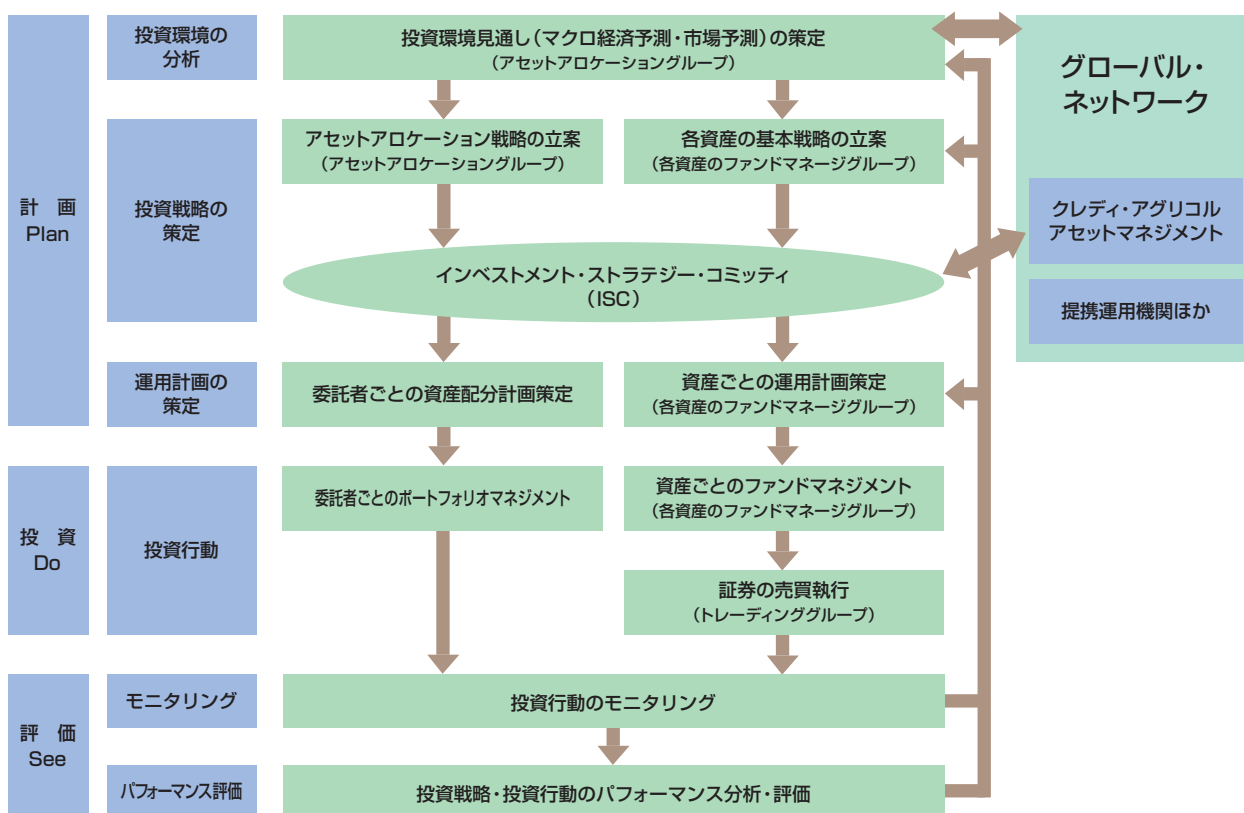 投資環境の
分析
投資環境見通し(マクロ経済予測・市場予測)の策定
(アセットアロケーショングループ)
グローバル・
ネットワーク
計 画
Plan
投資戦略の
策定
アセットアロケーション戦略の立案
(アセットアロケーショングループ)
各資産の基本戦略の立案
(各資産のファンドマネージグループ)
クレディ・アグリコル
アセットマネジメント
インベストメント・ストラテジー・コミッティ
(ISC)
提携運用機関ほか
運用計画の
策定
委託者ごとの資産配分計画策定
資産ごとの運用計画策定
(各資産のファンドマネージグループ)
投 資
Do
投資行動
委託者ごとのポートフォリオマネジメント
資産ごとのファンドマネジメント
(各資産のファンドマネージグループ)
証券の売買執行
(トレーディンググループ)
評 価
See
モニタリング
投資行動のモニタリング
パフォーマンス評価
投資戦略・投資行動のパフォーマンス分析・評価